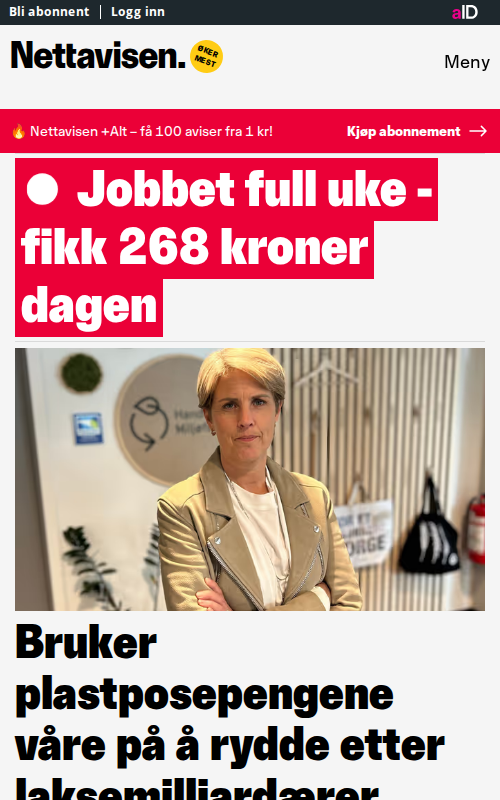 Bli abonnent | Logg inn
aID
Nettavisen.
ØKER
MEST
Meny
Nettavisen +Alt – få 100 aviser fra 1 kr!
Kjøp abonnement
Jobbet full uke -
fikk 268 kroner
dagen
Bruker
plastposepengene
våre på å rydde etter
laksemilliardærer